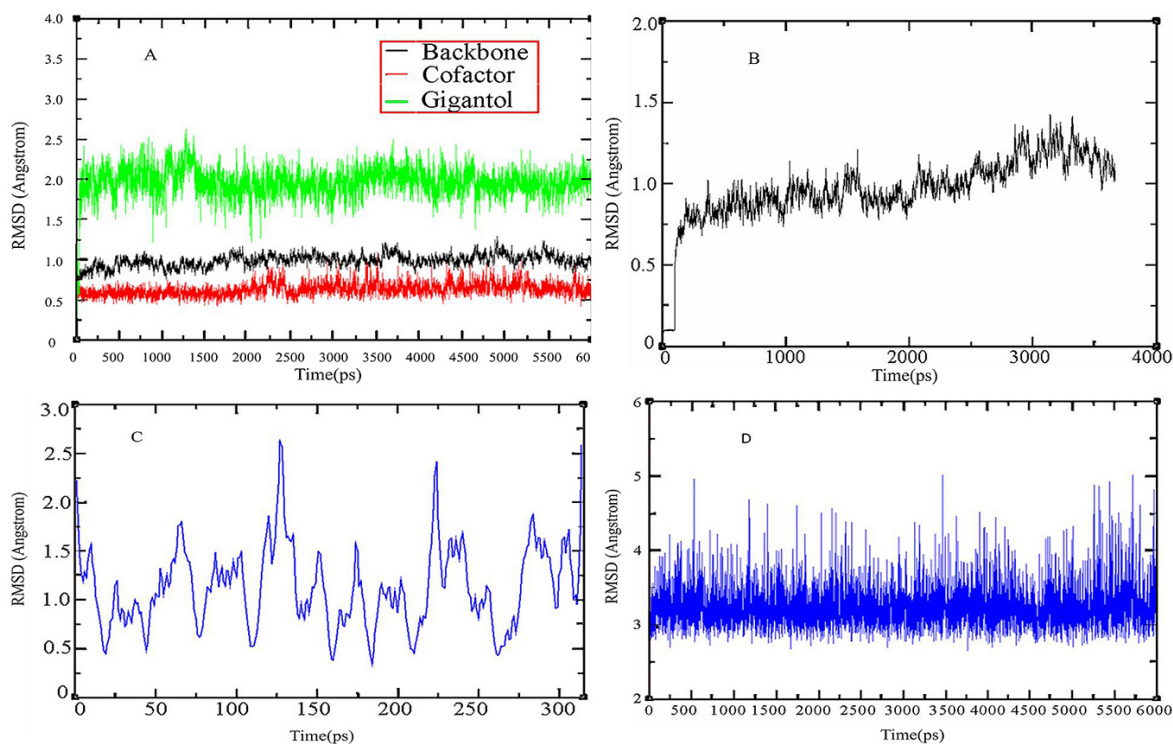 4.0
3.5
3.0
2.5
2.0
1.5
1.0
0.5
0
RMSD (Angstrom)
A
Backbone
Cofactor
Gigantol
0 500 1000 1500 2000 2500 3000 3500 4000 4500 5000 5500 600
Time(ps)
2.0
1.5
1.0
0.5
0
RMSD (Angstrom)
B
0 1000 2000 3000 4000
Time(ps)
3.0
2.5
2.0
1.5
1.0
0.5
0
RMSD (Angstrom)
C
0 50 75 100 150 200 250 300
Time(ps)
6
5
4
3
2
RMSD (Angstrom)
D
0 500 1000 1500 2000 2500 3000 3500 4000 4500 5000 5500 6000
Time(ps)